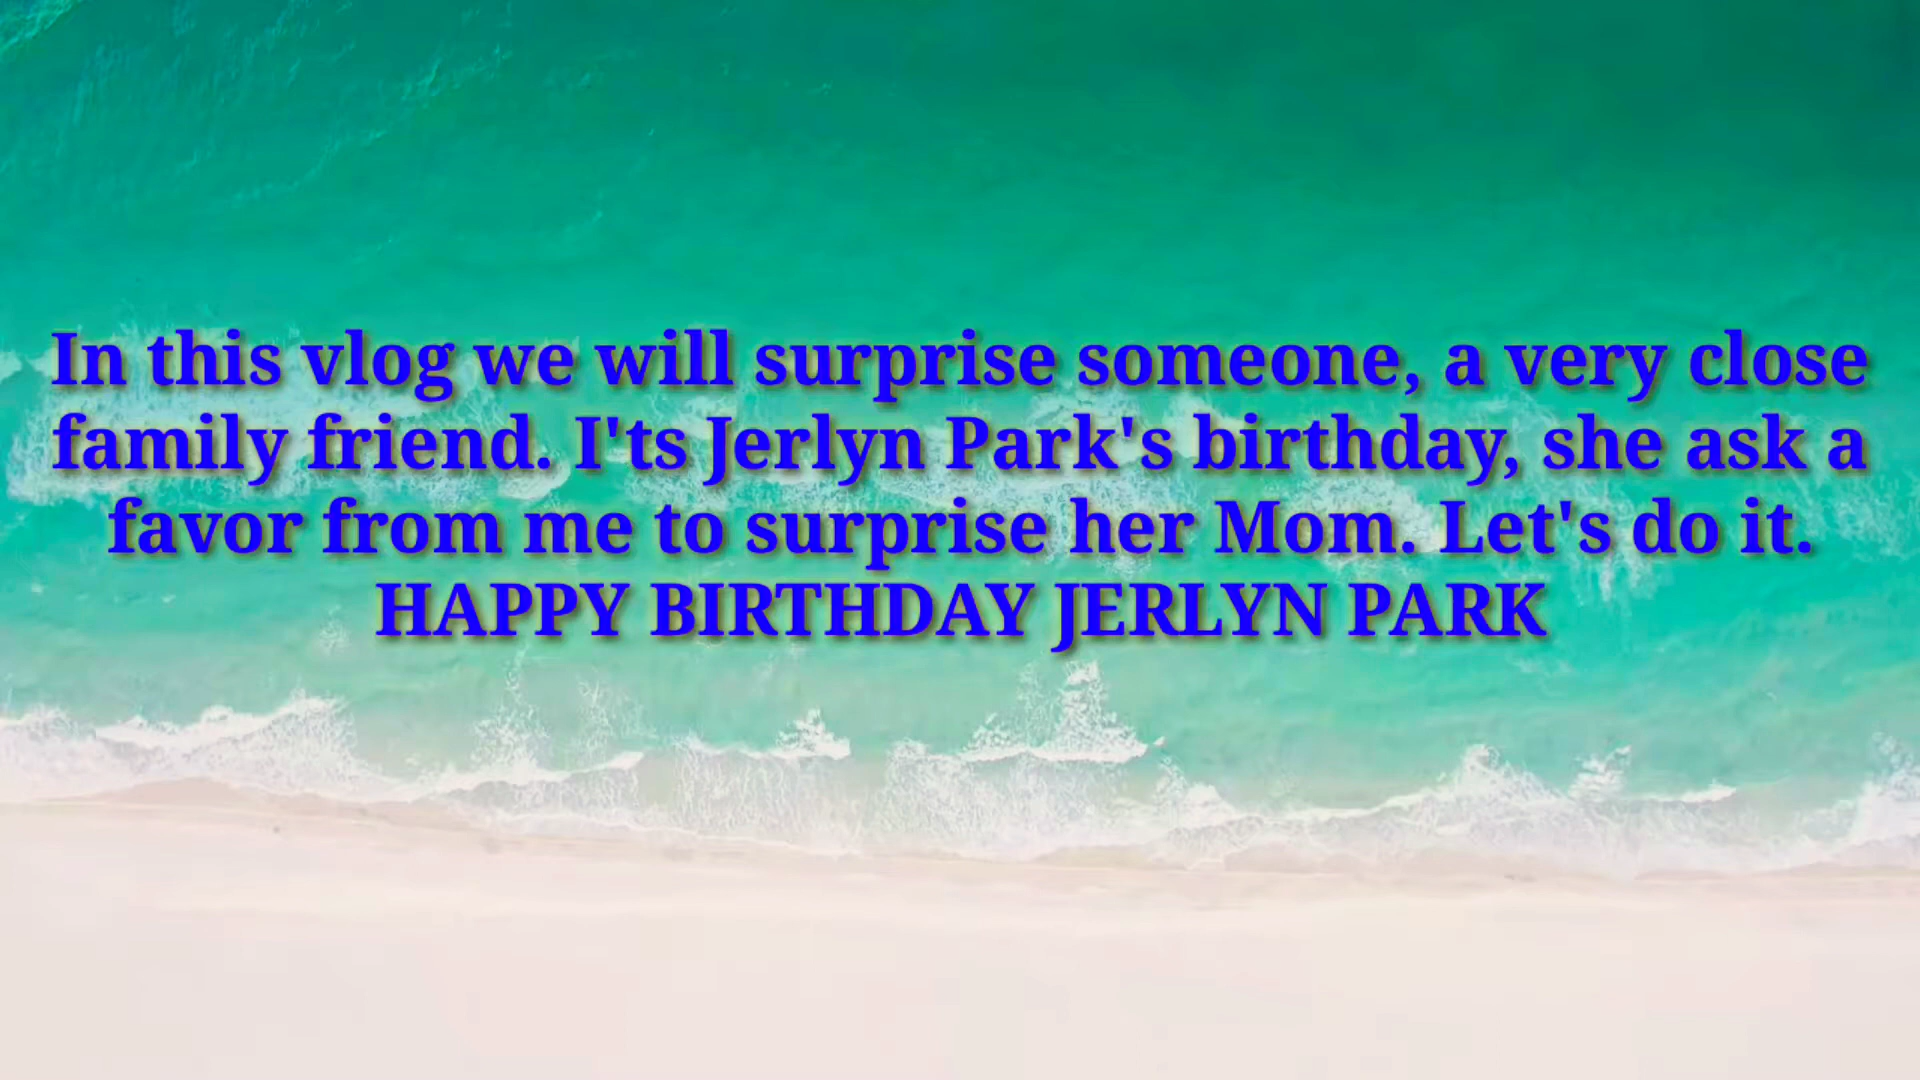 In this vlog we will surprise someone, a very close
family friend. I'ts Jerlyn Park's birthday, she ask a
favor from me to surprise her Mom. Let's do it.
HAPPY BIRTHDAY JERLYN PARK